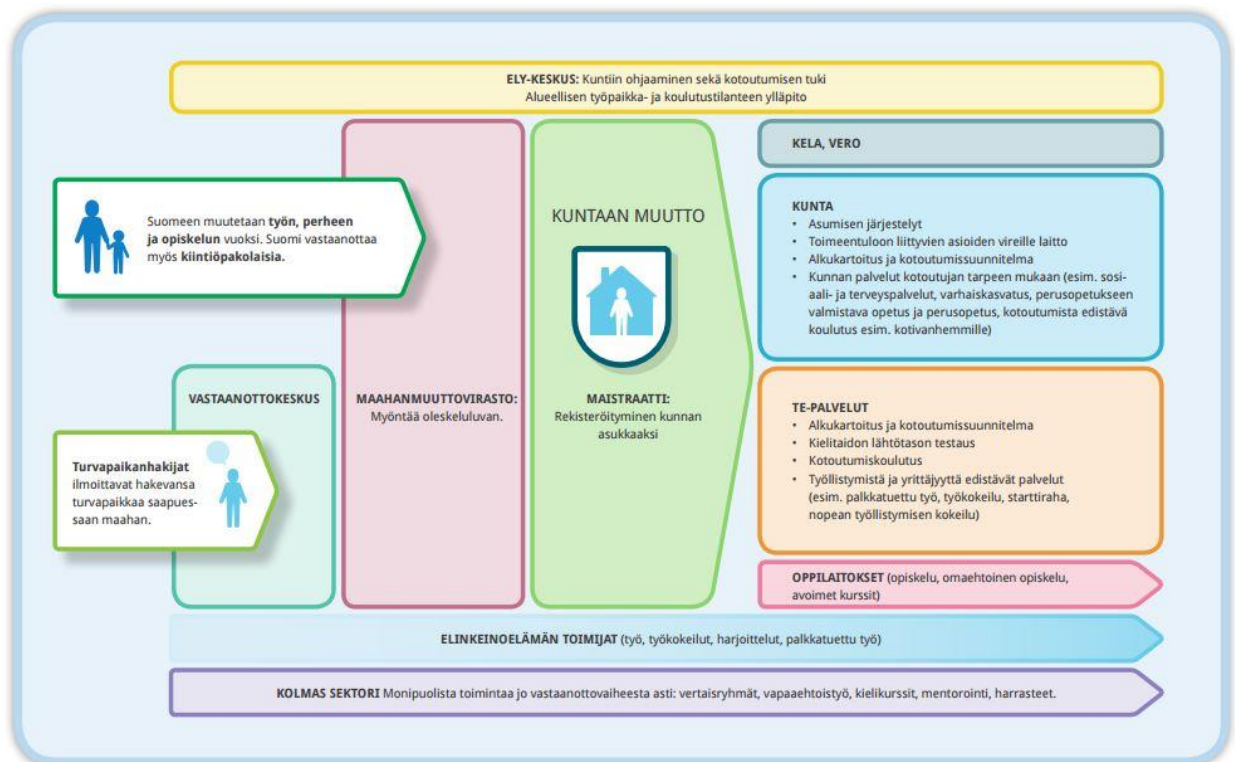 ELY-KESKUS: Kuntiin ohjaaminen sekä kotoutumisen tuki
Alueellisen työpaikka- ja koulutustilanteen ylläpito
Suomeen muutetaan työn, perheen
ja opiskelun vuoksi. Suomi vastaanottaa
myös kiintiöpakolaisia.
VASTAANOTTOKESKUS
Turvapaikanhakijat
ilmoittavat hakevansa
turvapaikkaa saapues-
saan maahan.
MAAHANMUUTTOVIRASTO:
Myöntää oleskeluluvan.
KUNTAAN MUUTTO
MAISTRAATTI:
Rekisteröityminen kunnan
asukkaaksi
KELA, VERO
KUNTA
• Asumisen järjestelyt
• Toimeentuloon liittyvien asioiden vireille laitto
• Alkukartoitus ja kotoutumissuunnitelma
• Kunnan palvelut kotoutujan tarpeen mukaan (esim. sosi-
aali- ja terveyspalvelut, varhaiskasvatus, perusopetukseen
valmistava opetus ja perusopetus, kotoutumista edistävä
koulutus esim. kotivanhemmille)
TE-PALVELUT
• Alkukartoitus ja kotoutumissuunnitelma
• Kielitaidon lähtötason testaus
• Kotoutumiskoulutus
• Työllistymistä ja yrittäjyyttä edistävät palvelut
(esim. palkkatuettu työ, työkokeilu, starttiraha,
nopean työllistymisen kokeilu)
OPPILAITOKSET (opiskelu, omaehtoinen opiskelu,
avoimet kurssit)
ELINKEINOELÄMÄN TOIMIJAT (työ, työkokeilut, harjoittelut, palkkatuettu työ)
KOLMAS SEKTORI Monipuolista toimintaa jo vastaanottovaiheesta asti: vertaisryhmät, vapaaehtoistyö, kielikurssit, mentorointi, harrasteet.